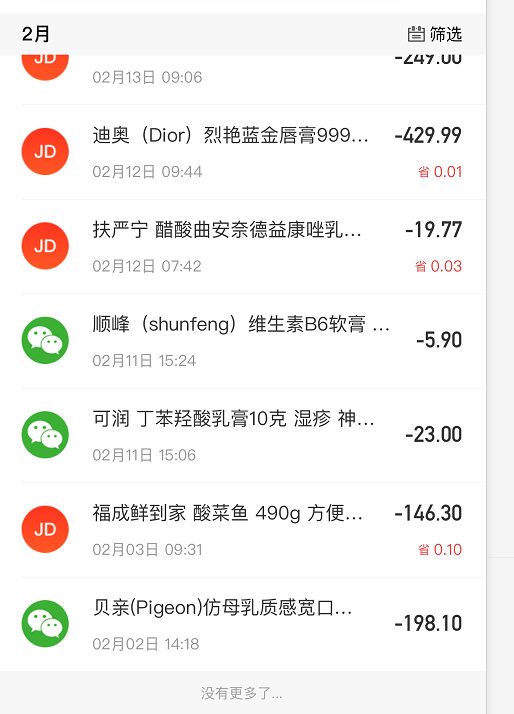 2月
筛选
JD
-249.00
02月13日 09:06
迪奥（Dior）烈艳蓝金唇膏999...
-429.99
JD
02月12日 09:44
省 0.01
扶严宁 醋酸曲安奈德益康唑乳...
-19.77
JD
02月12日 07:42
省 0.03
顺峰（shunfeng）维生素B6软膏 ...
-5.90
02月11日 15:24
可润 丁苯羟酸乳膏10克 湿疹 神...
-23.00
02月11日 15:06
福成鲜到家 酸菜鱼 490g 方便...
-146.30
JD
02月03日 09:31
省 0.10
贝亲(Pigeon)仿母乳质感宽口...
-198.10
02月02日 14:18
没有更多了...